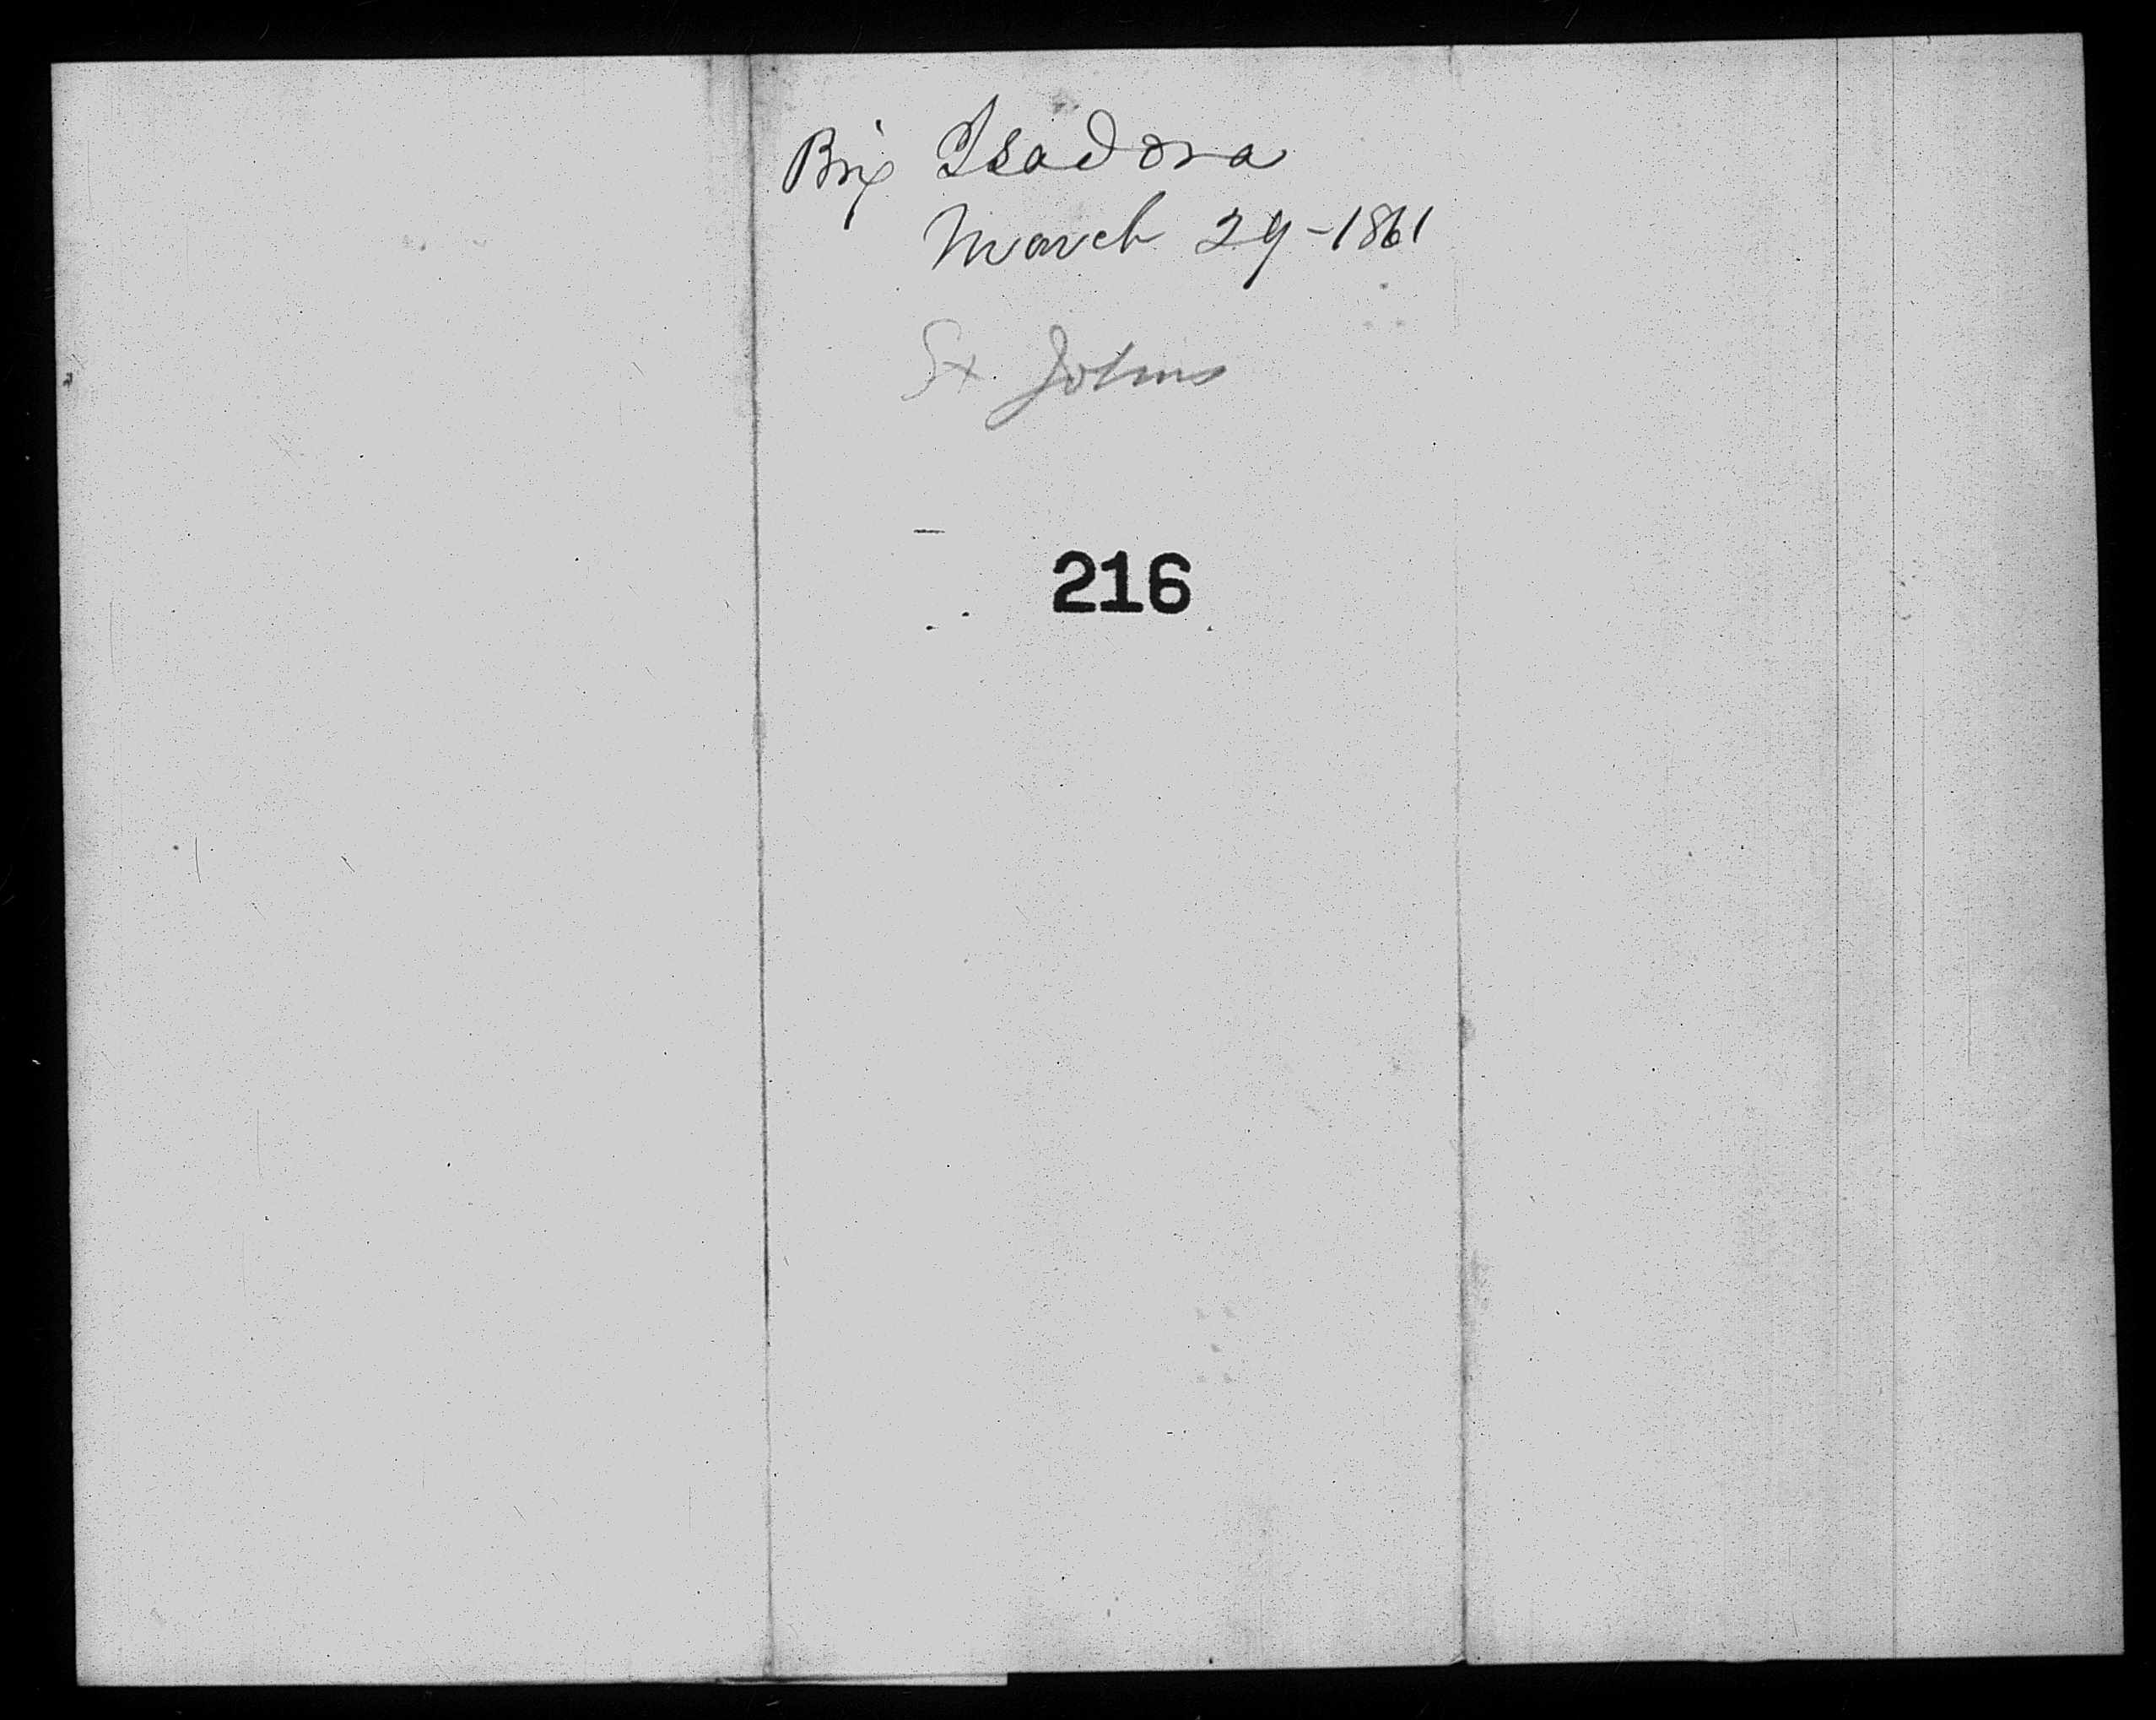 Brig Isadora
March 29-1861
St. Johns
216